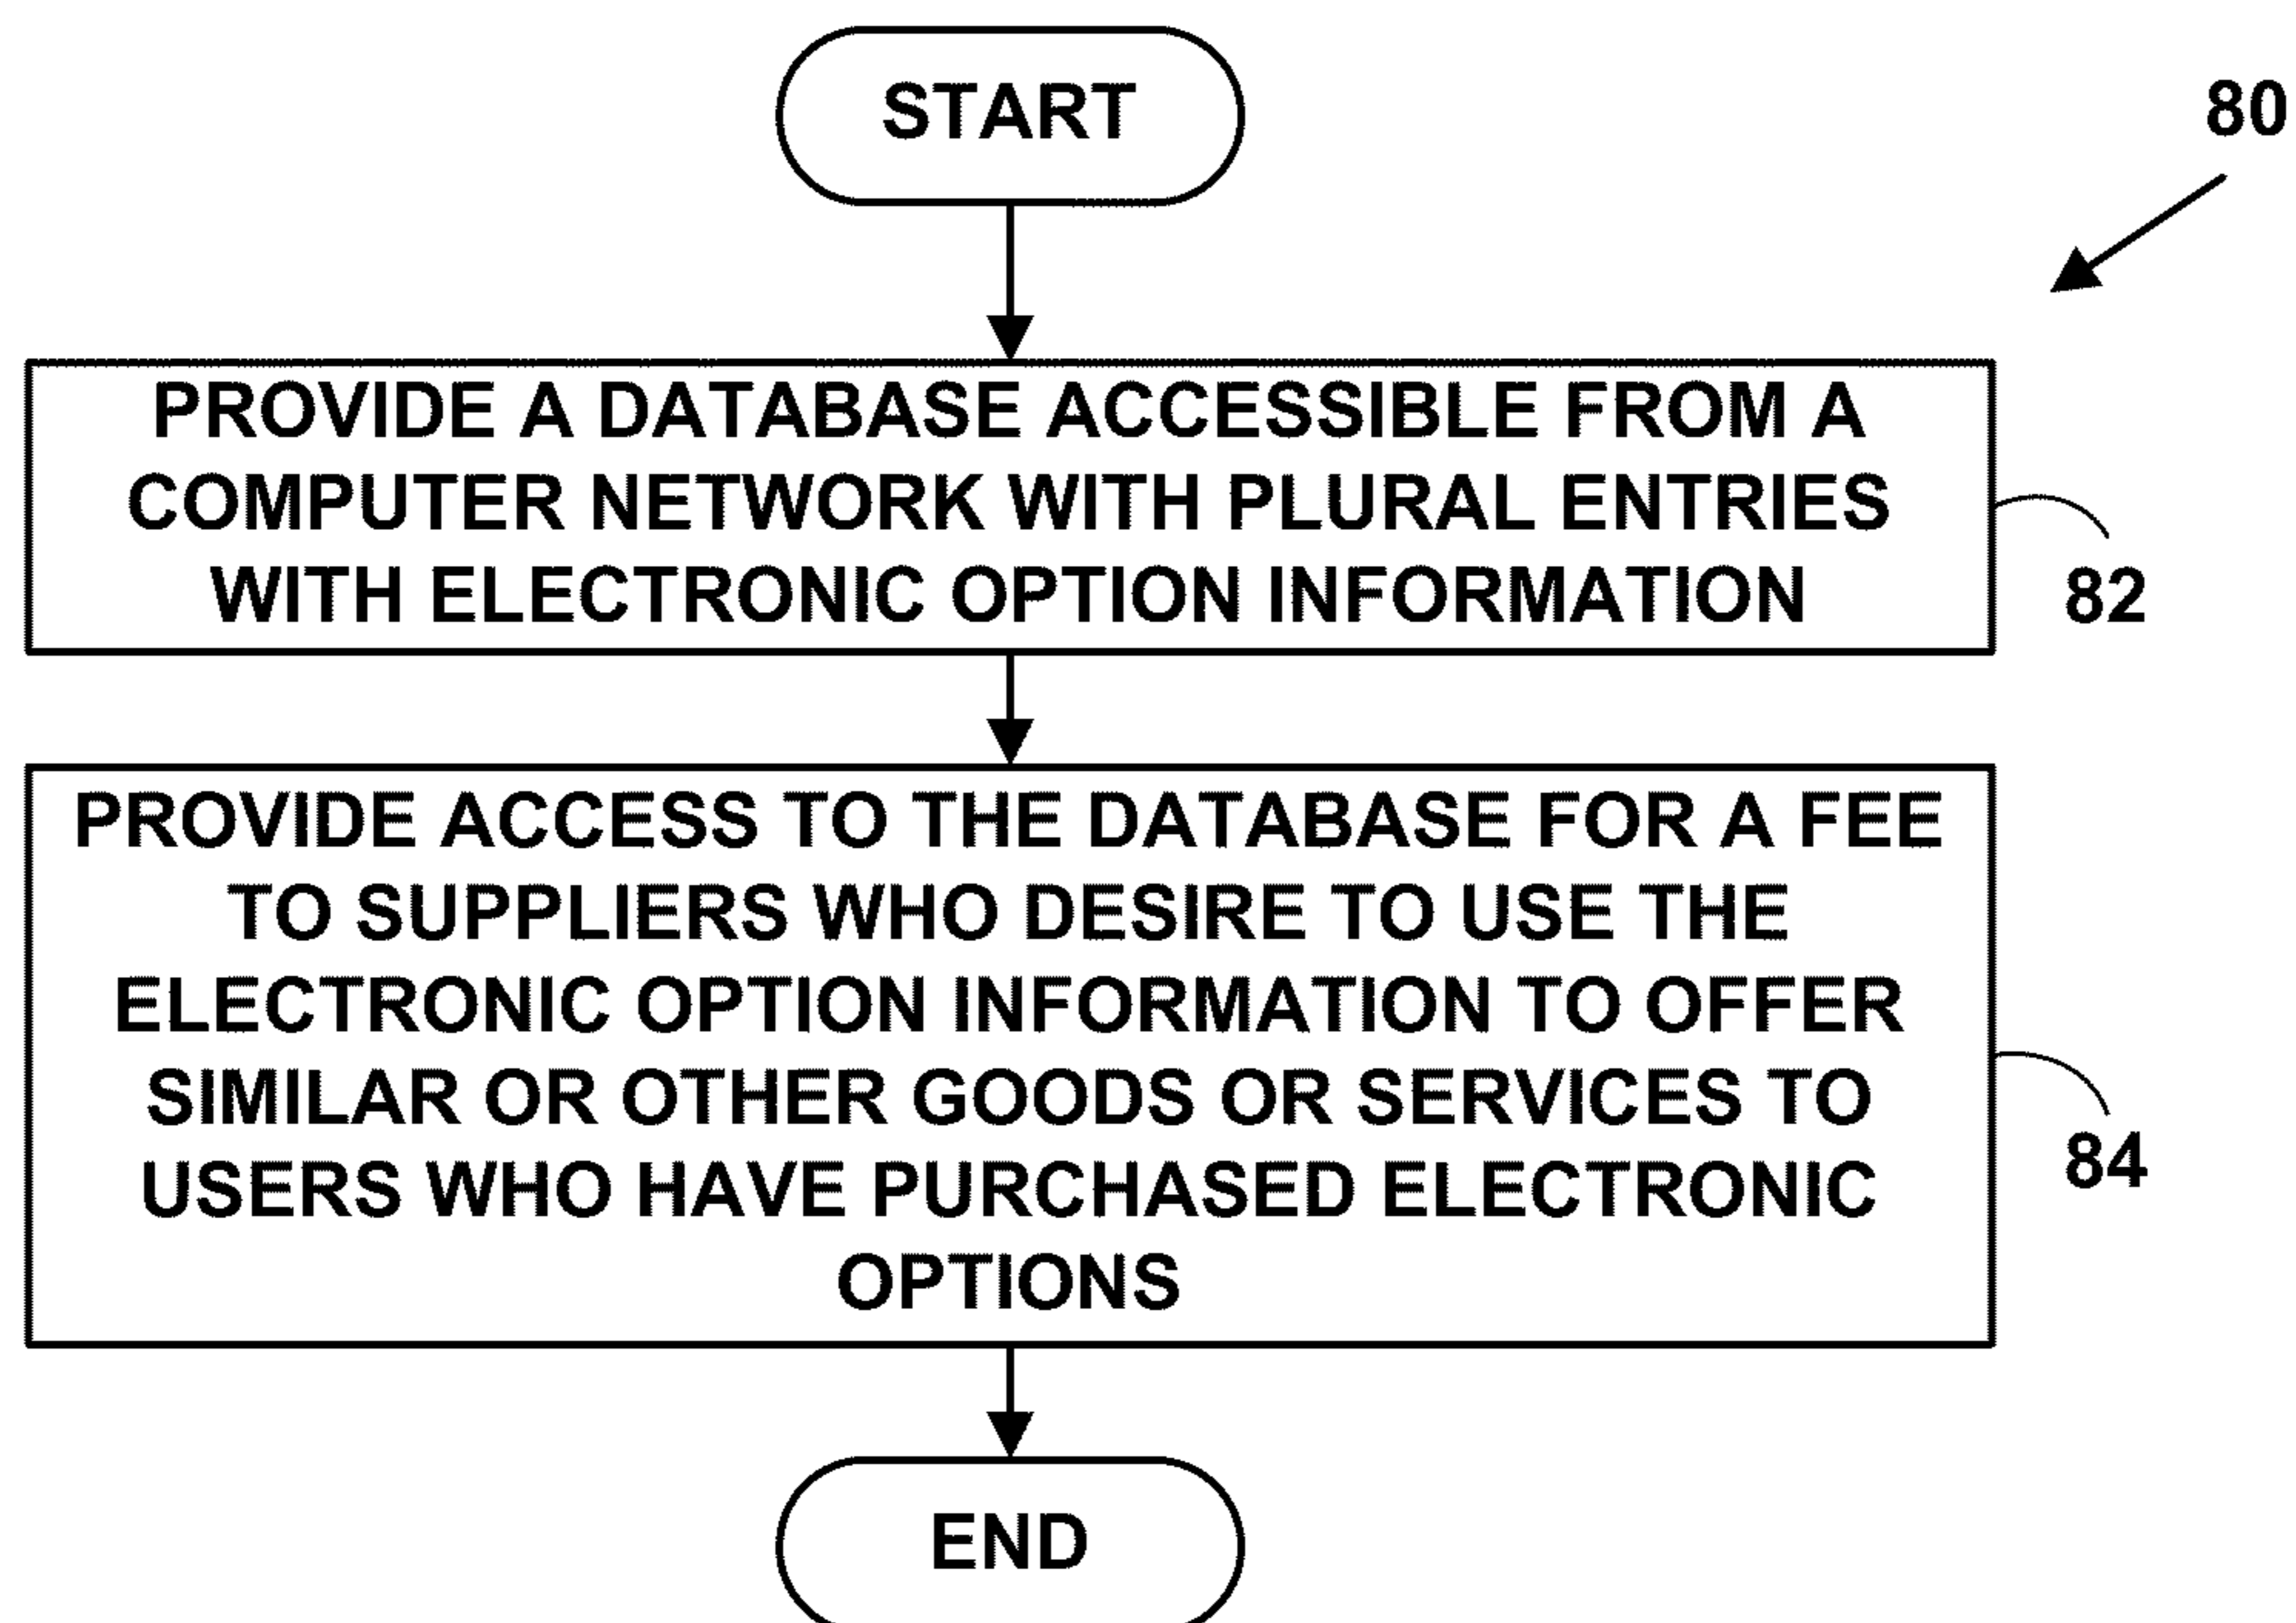 START
80
PROVIDE A DATABASE ACCESSIBLE FROM A
COMPUTER NETWORK WITH PLURAL ENTRIES
WITH ELECTRONIC OPTION INFORMATION
82
PROVIDE ACCESS TO THE DATABASE FOR A FEE
TO SUPPLIERS WHO DESIRE TO USE THE
ELECTRONIC OPTION INFORMATION TO OFFER
SIMILAR OR OTHER GOODS OR SERVICES TO
USERS WHO HAVE PURCHASED ELECTRONIC
OPTIONS
84
END